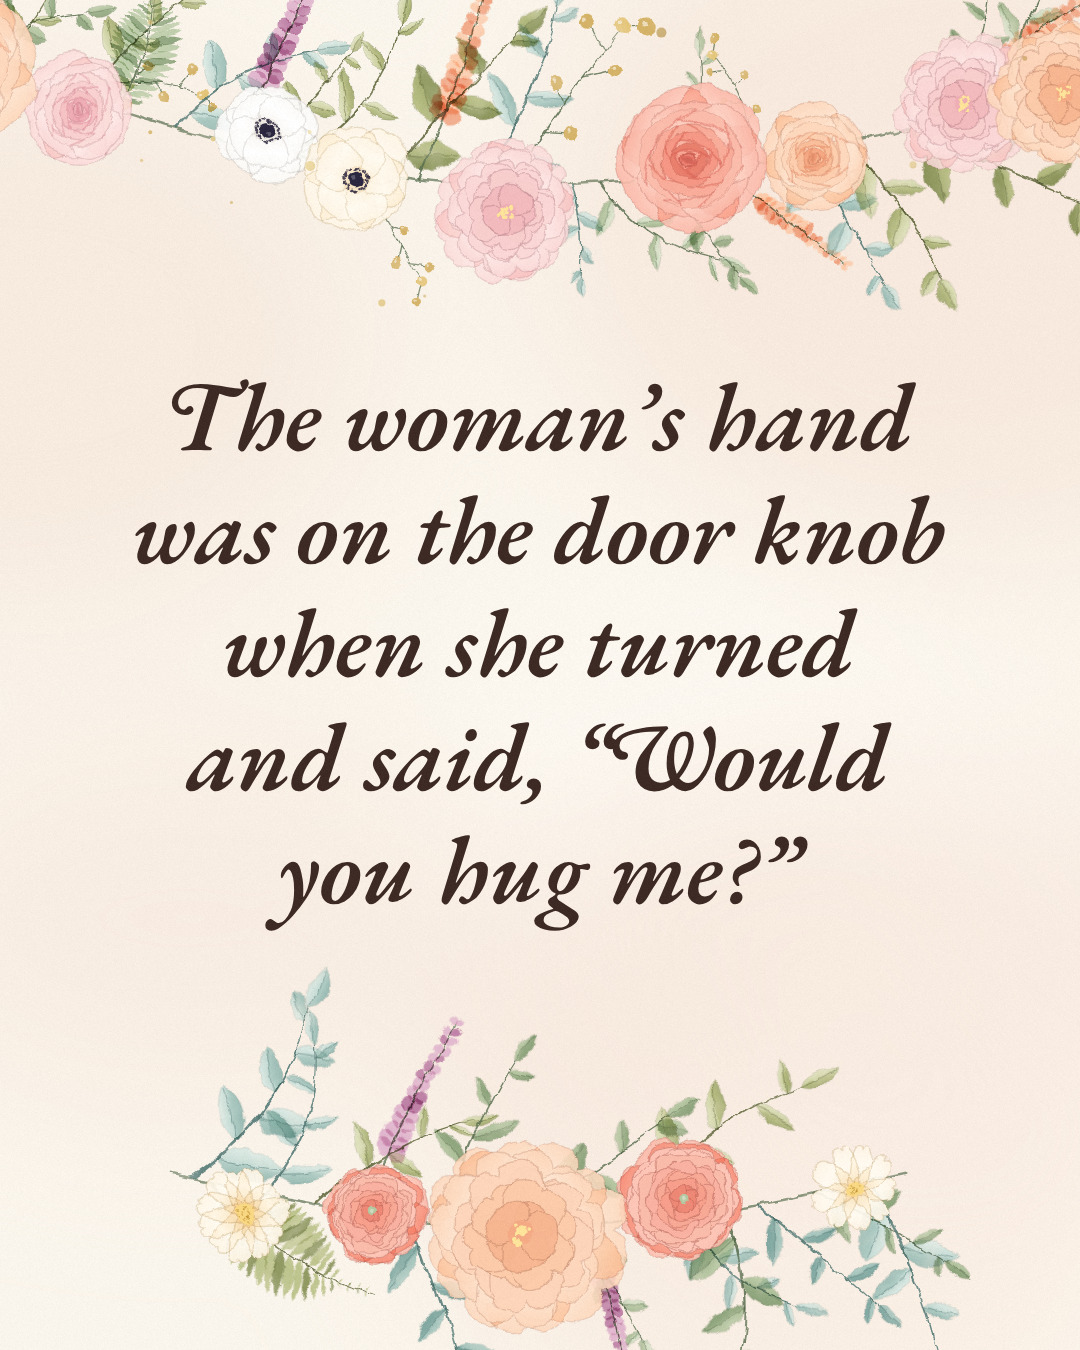 The woman’s hand
was on the door knob
when she turned
and said, “Would
you hug me?”